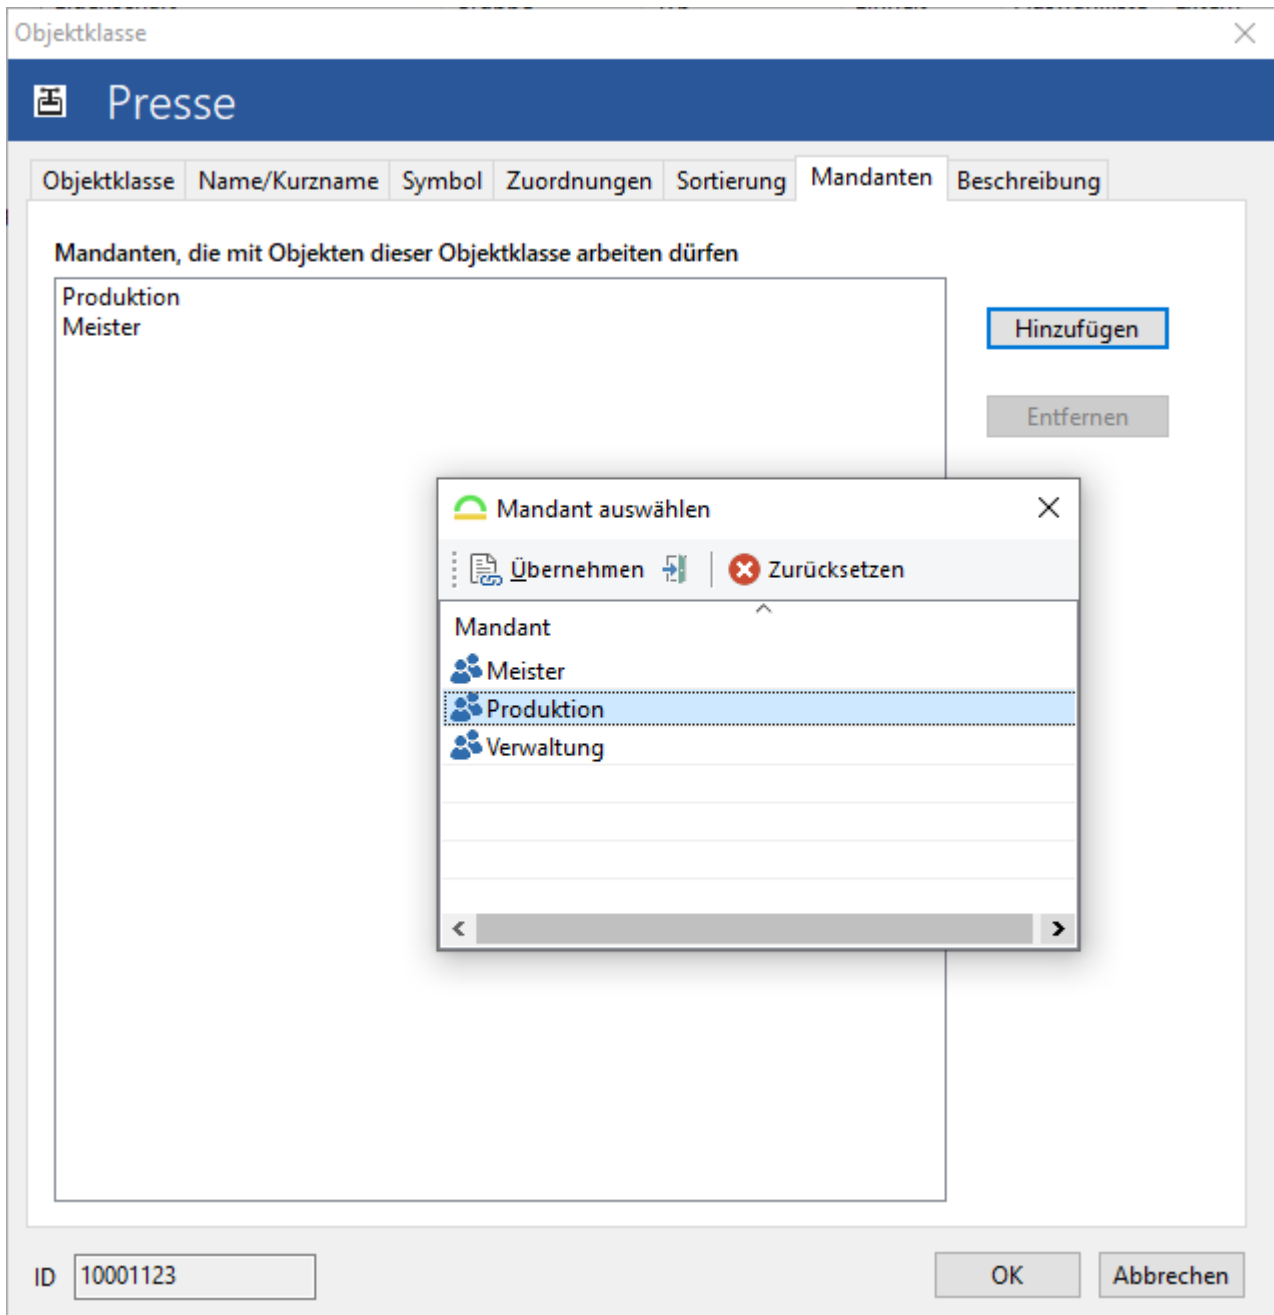 Objektklasse
Presse
Objektklasse Name/Kurzname Symbol Zuordnungen Sortierung Mandanten Beschreibung
Mandanten, die mit Objekten dieser Objektklasse arbeiten dürfen
Produktion
Meister
Hinzufügen
Entfernen
Mandant auswählen
Übernehmen Zurücksetzen
Mandant
Meister
Produktion
Verwaltung
ID 10001123 OK Abbrechen